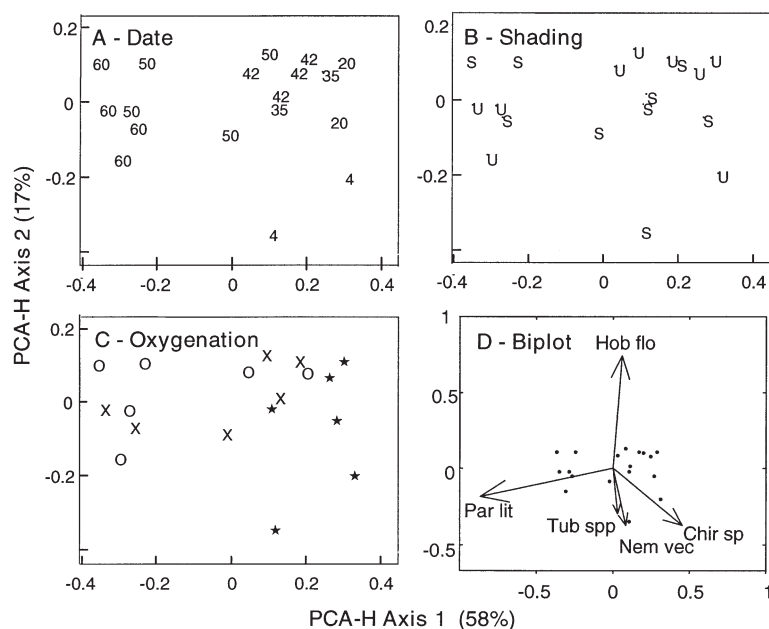 A - Date
0.2
0
-0.2
60
50
50
42
42
42
35
20
60
50
60
42
35
50
20
60
4
4
-0.4
-0.2
0
0.2
0.4
B - Shading
S
S
U
U
U
S
U
U
U
U
S
S
S
S
S
U
U
S
-0.4
-0.2
0
0.2
0.4
PCA-H Axis 2 (17%)
C - Oxygenation
0.2
0
-0.2
O
O
O
X
X
O
X
O
X
X
X
O
-0.4
-0.2
0
0.2
0.4
D - Biplot
1
0.5
0
-0.5
Hob flo
Par lit
Tub spp
Nem vec
Chir sp
-0.5
0
0.5
1
PCA-H Axis 1 (58%)